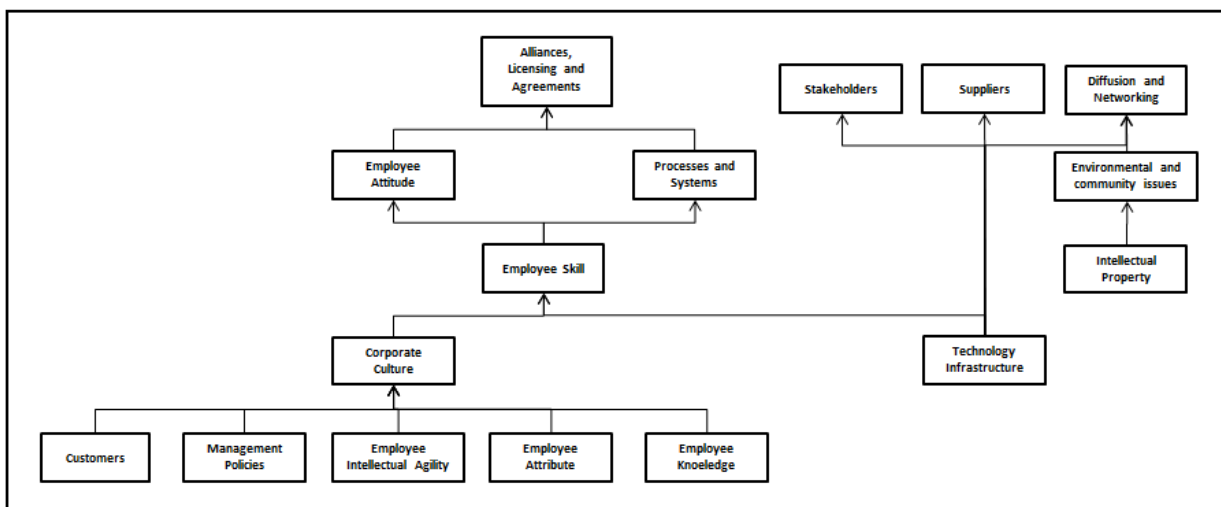 Alliances,
Licensing and
Agreements
Stakeholders
Suppliers
Diffusion and
Networking
Employee
Attitude
Processes and
Systems
Environmental and
community issues
Employee Skill
Intellectual
Property
Corporate
Culture
Technology
Infrastructure
Customers
Management
Policies
Employee
Intellectual Agility
Employee
Attribute
Employee
Knoeledge